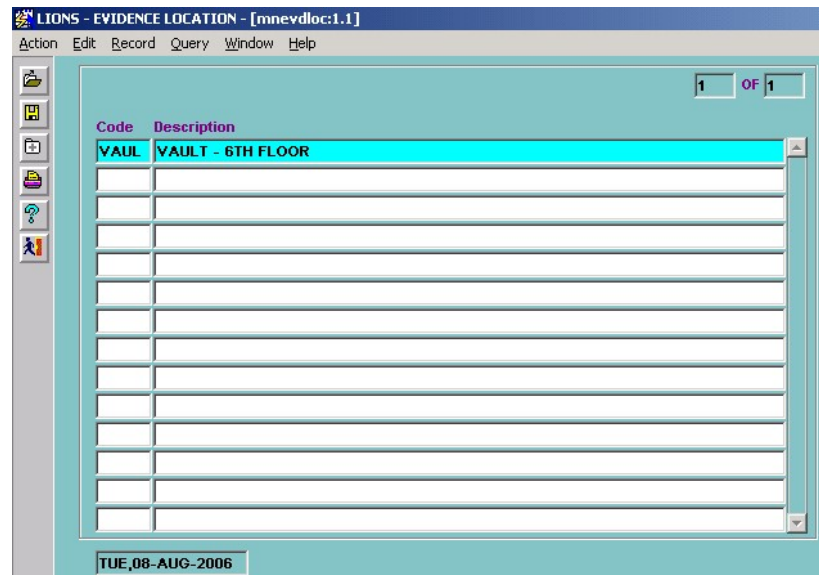 LIONS - EVIDENCE LOCATION - [mnevdloc:1.1]
Action Edit Record Query Window Help
1 OF 1
Code Description
VAUL VAULT - 6TH FLOOR
TUE,08-AUG-2006